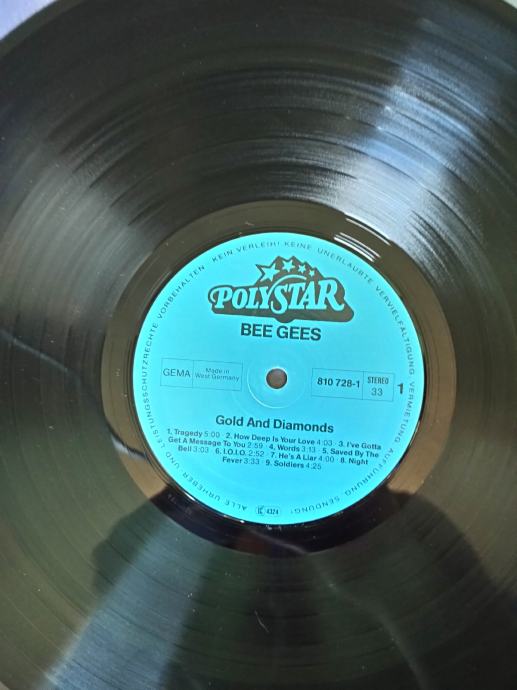 ALLE URHEBER UND LEISTUNGSSCHUTZRECHTE VORBEHALTEN · KEIN VERLEIH! KEINE UNERLAUBTE VERVIELFÄLTIGUNG, VERMIETUNG, AUFFÜHRUNG, SENDUNG!
POLYSTAR
BEE GEES
GEMA
Made in
West Germany
810 728-1
STEREO
33
1
Gold And Diamonds
1. Tragedy 5:00 · 2. How Deep Is Your Love 4:03 · 3. I've Gotta
Get A Message To You 2:59 · 4. Words 3:13 · 5. Saved By The
Bell 3:03 · 6. I.O.I.O. 2:52 · 7. He's A Liar 4:00 · 8. Night
Fever 3:33 · 9. Soldiers 4:25
LC 4324